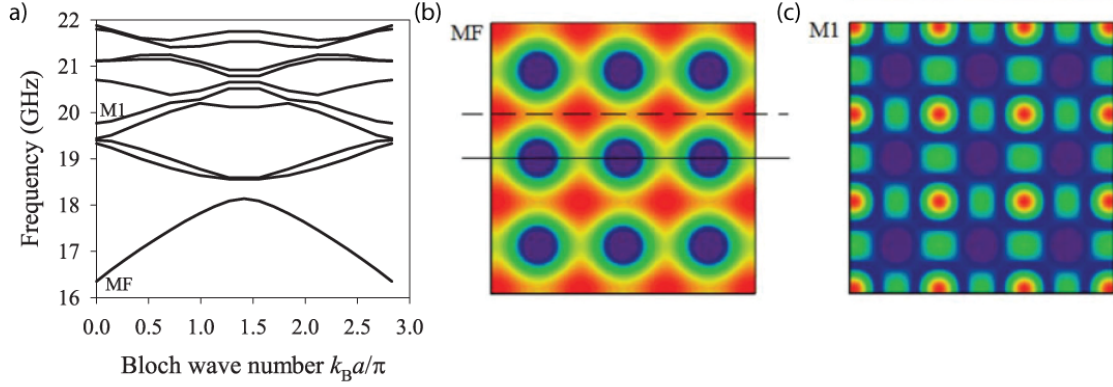 a)
22
21
20
19
18
17
16
Frequency (GHz)
M1
MF
0.0 0.5 1.0 1.5 2.0 2.5 3.0
Bloch wave number k_B a/π
(b)
MF
(c)
M1